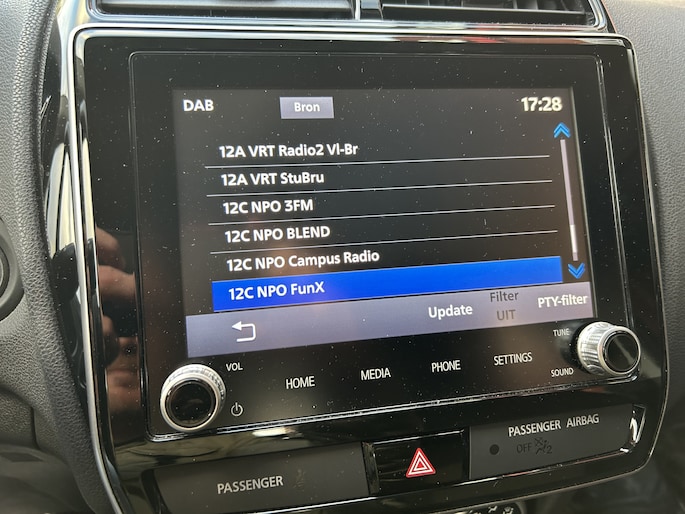 DAB Bron 17:28
12A VRT Radio2 Vl-Br
12A VRT StuBru
12C NPO 3FM
12C NPO BLEND
12C NPO Campus Radio
12C NPO FunX
Update Filter UIT PTY-filter
VOL HOME MEDIA PHONE SETTINGS TUNE SOUND
PASSENGER
PASSENGER AIRBAG
OFF 2